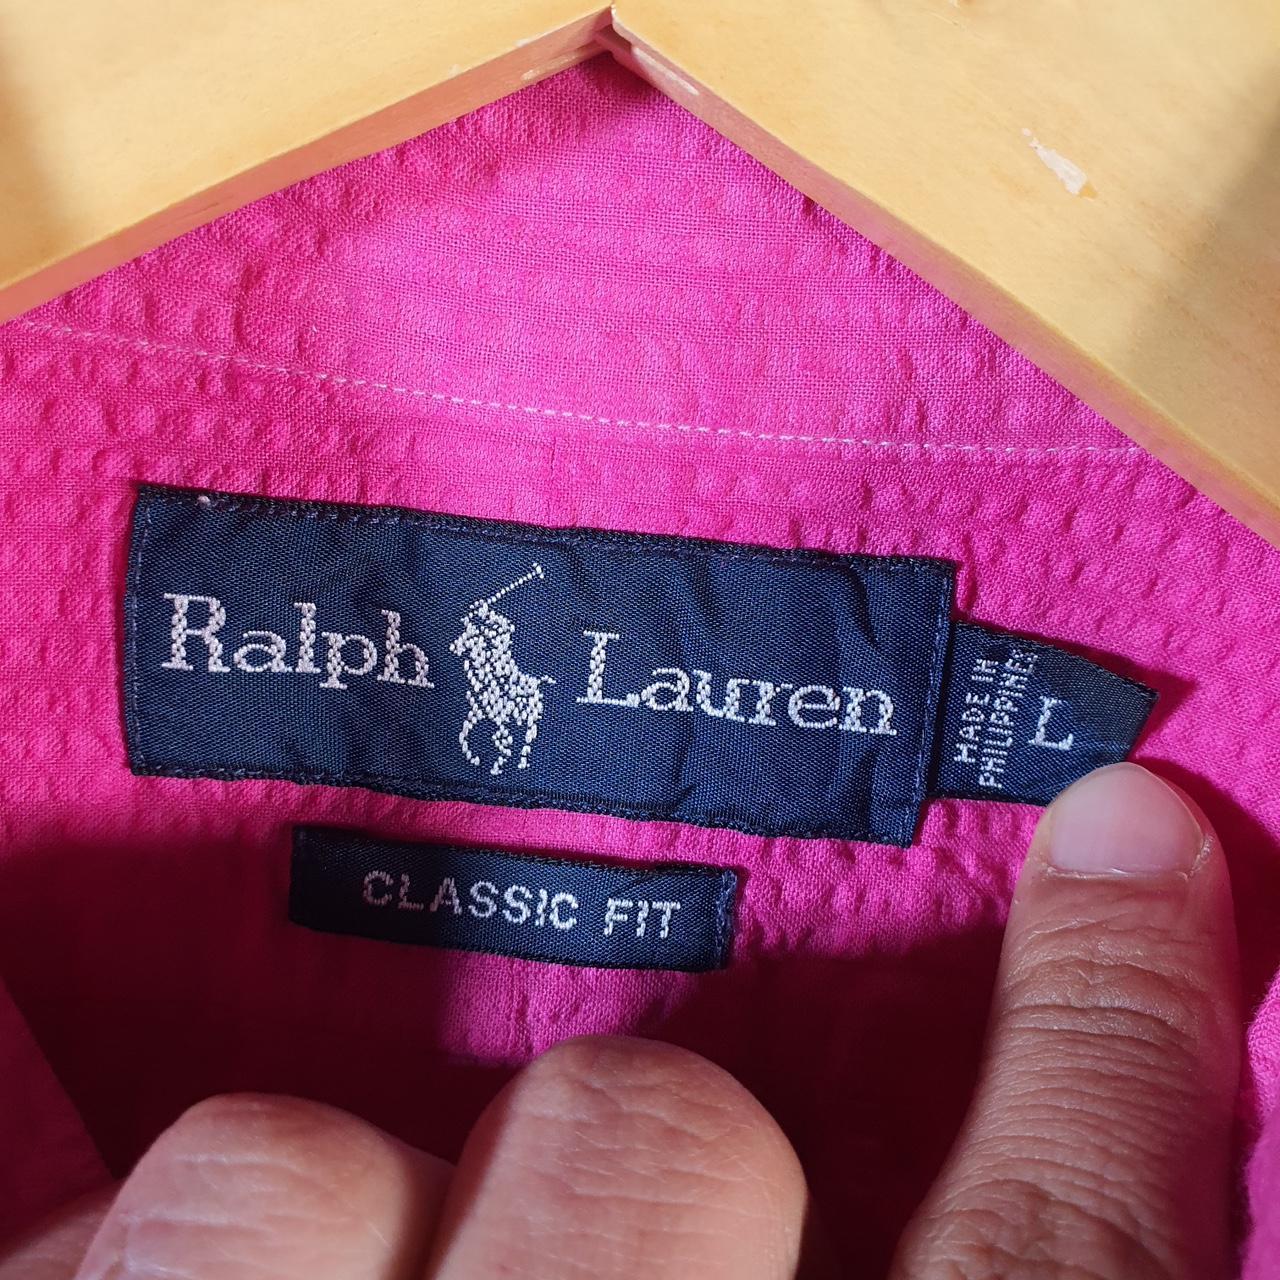 Ralph Lauren
MADE IN
PHILIPPINES
L
CLASSIC FIT